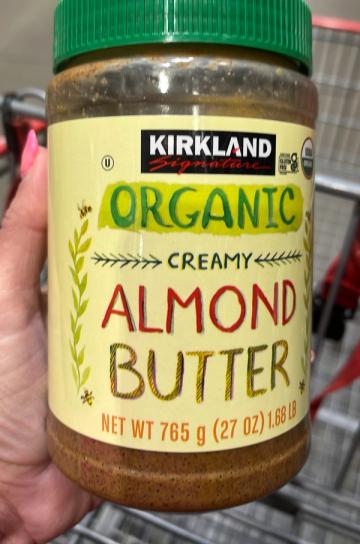 KIRKLAND
Signature
U
ORGANIC
CREAMY
ALMOND
BUTTER
NET WT 765 g (27 OZ) 1.68 LB